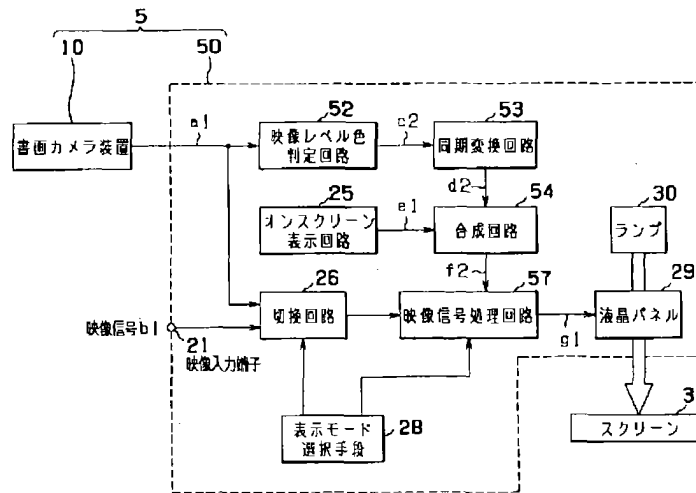 5
10
50
書画カメラ装置
a1
52
映像レベル色
判定回路
c2
53
同期変換回路
d2
25
オンスクリーン
表示回路
e1
54
合成回路
f2
30
ランプ
26
切換回路
57
映像信号処理回路
g1
29
液晶パネル
映像信号b1
21
映像入力端子
28
表示モード
選択手段
3
スクリーン